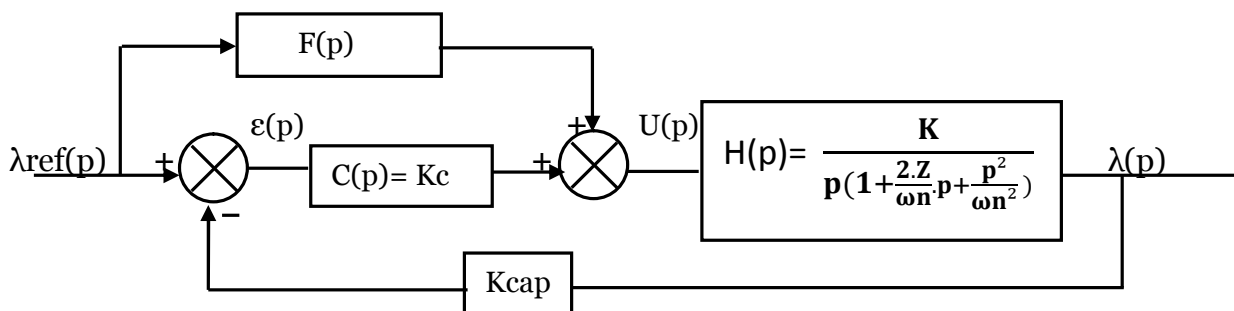 F(p)
λref(p)
+
ε(p)
C(p)= Kc
+
+
U(p)
H(p)= K
p(1+2.Z/ωn.p+p²/ωn²)
λ(p)
−
Kcap